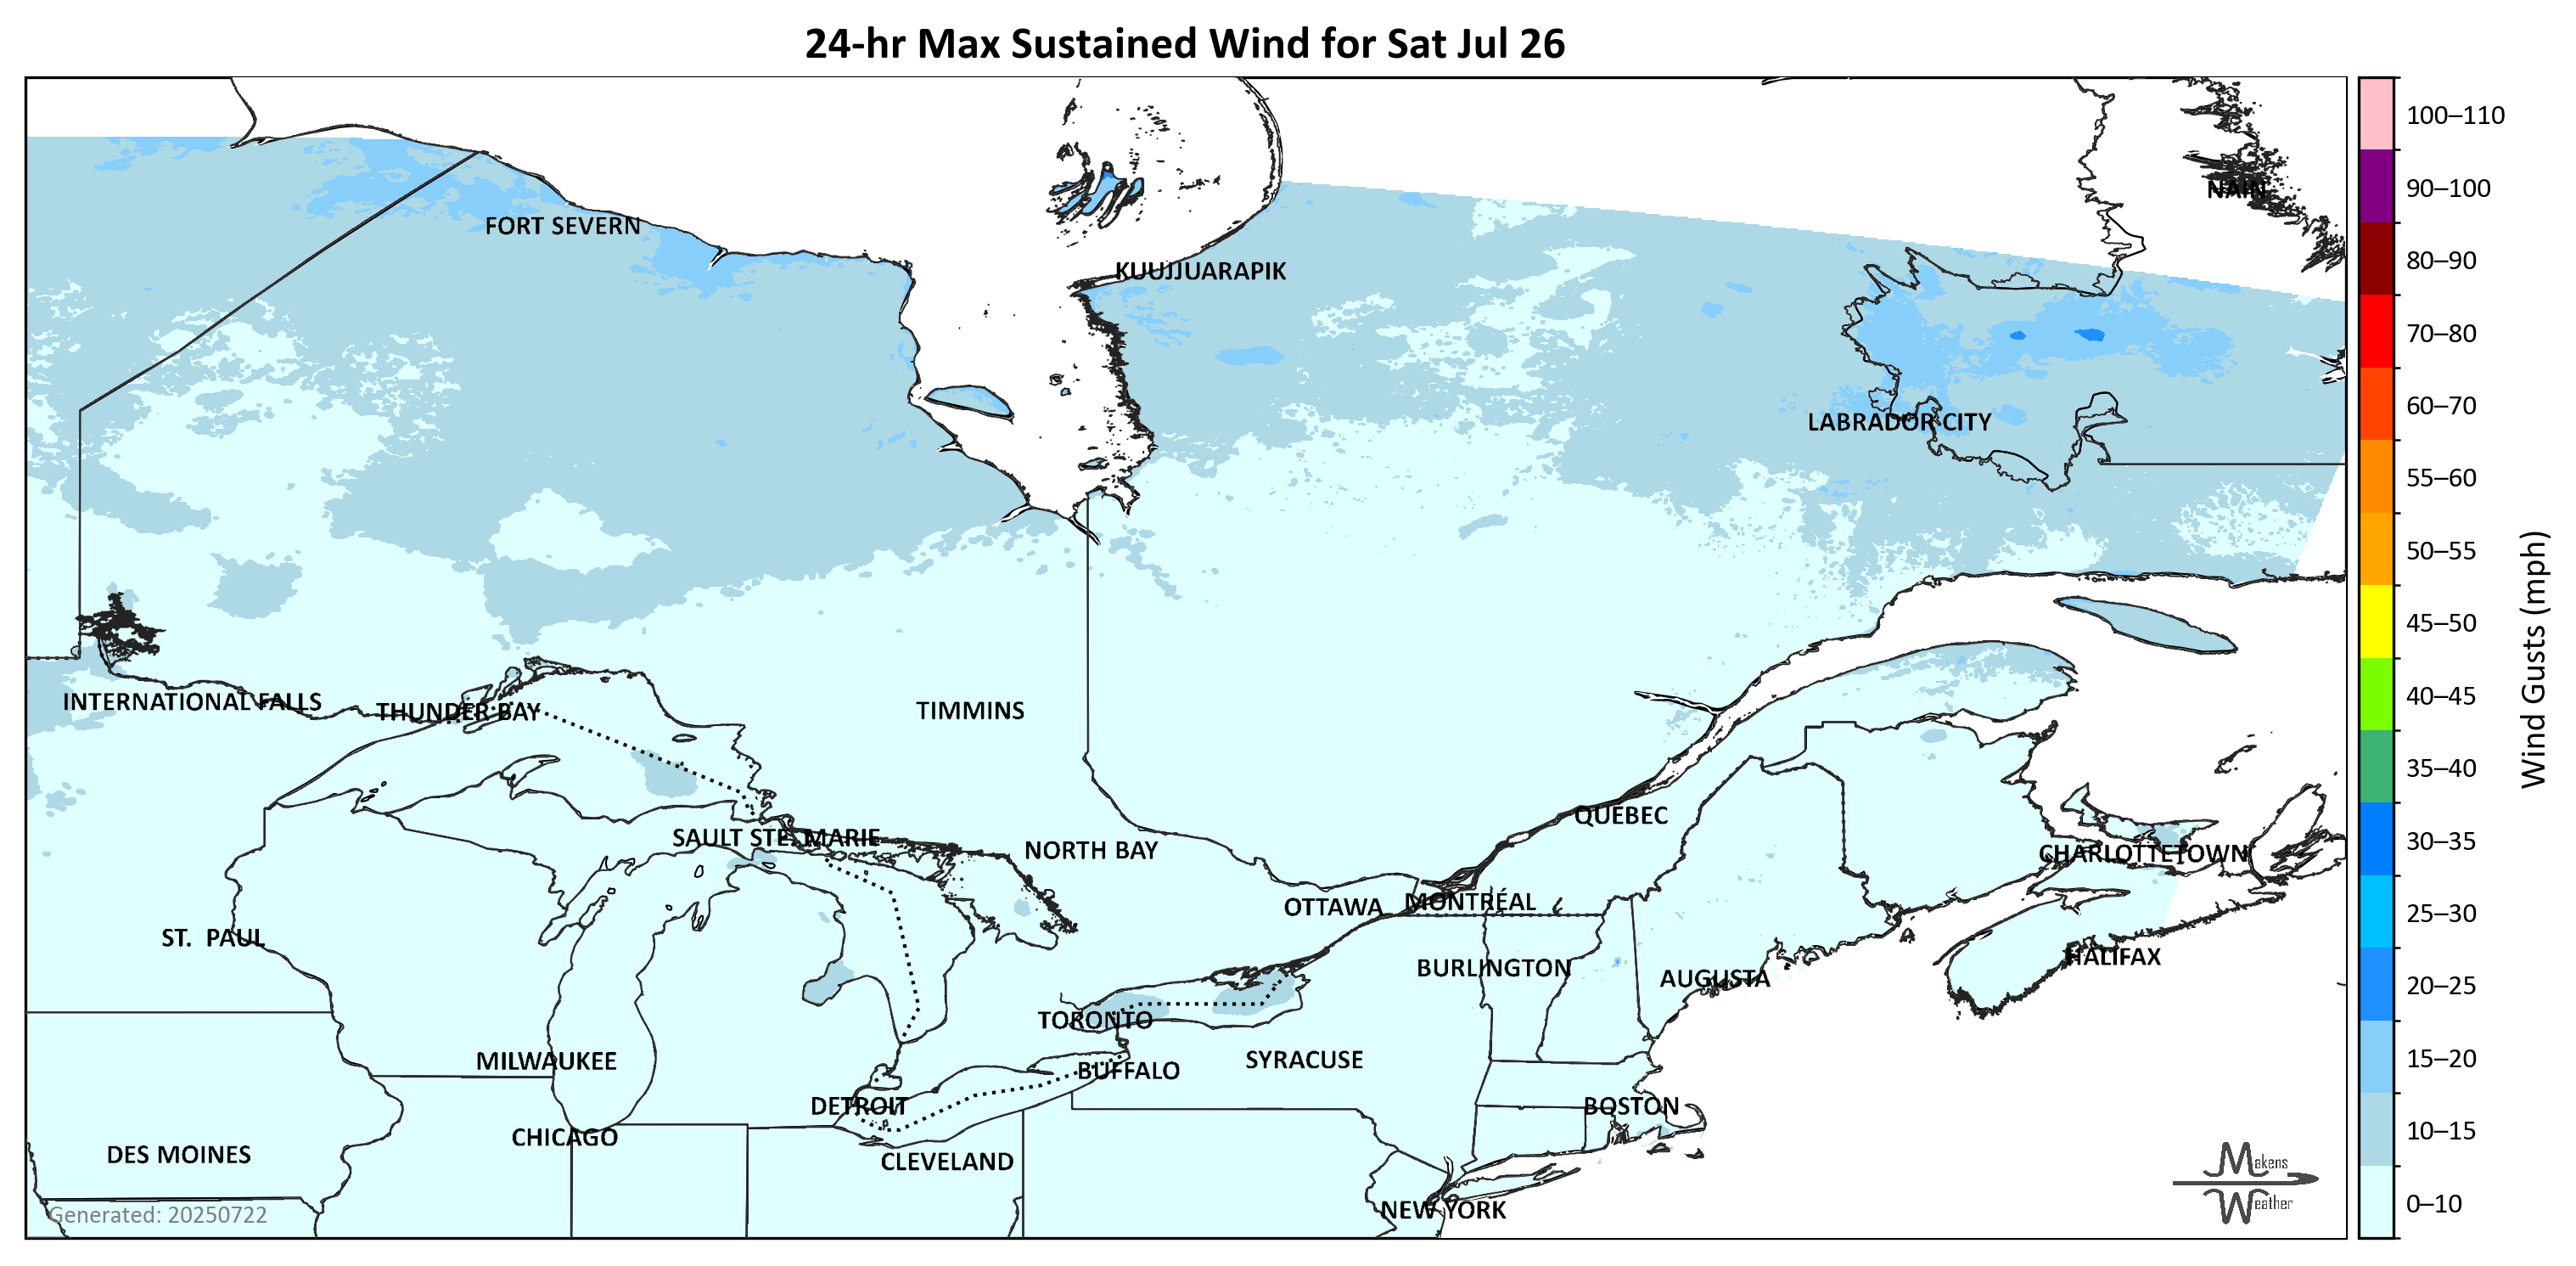 24-hr Max Sustained Wind for Sat Jul 26
100–110
90–100
NAIN
FORT SEVERN
80–90
KUUJJUARAPIK
70–80
60–70
LABRADOR CITY
55–60
50–55
45–50
Wind Gusts (mph)
40–45
INTERNATIONAL FALLS
THUNDER BAY
TIMMINS
35–40
QUEBEC
SAULT STE. MARIE
30–35
NORTH BAY
CHARLOTTETOWN
OTTAWA
MONTRÉAL
25–30
ST. PAUL
HALIFAX
BURLINGTON
AUGUSTA
20–25
TORONTO
MILWAUKEE
SYRACUSE
15–20
BUFFALO
DETROIT
BOSTON
CHICAGO
10–15
DES MOINES
CLEVELAND
Makens
Weather
0–10
NEW YORK
Generated: 20250722